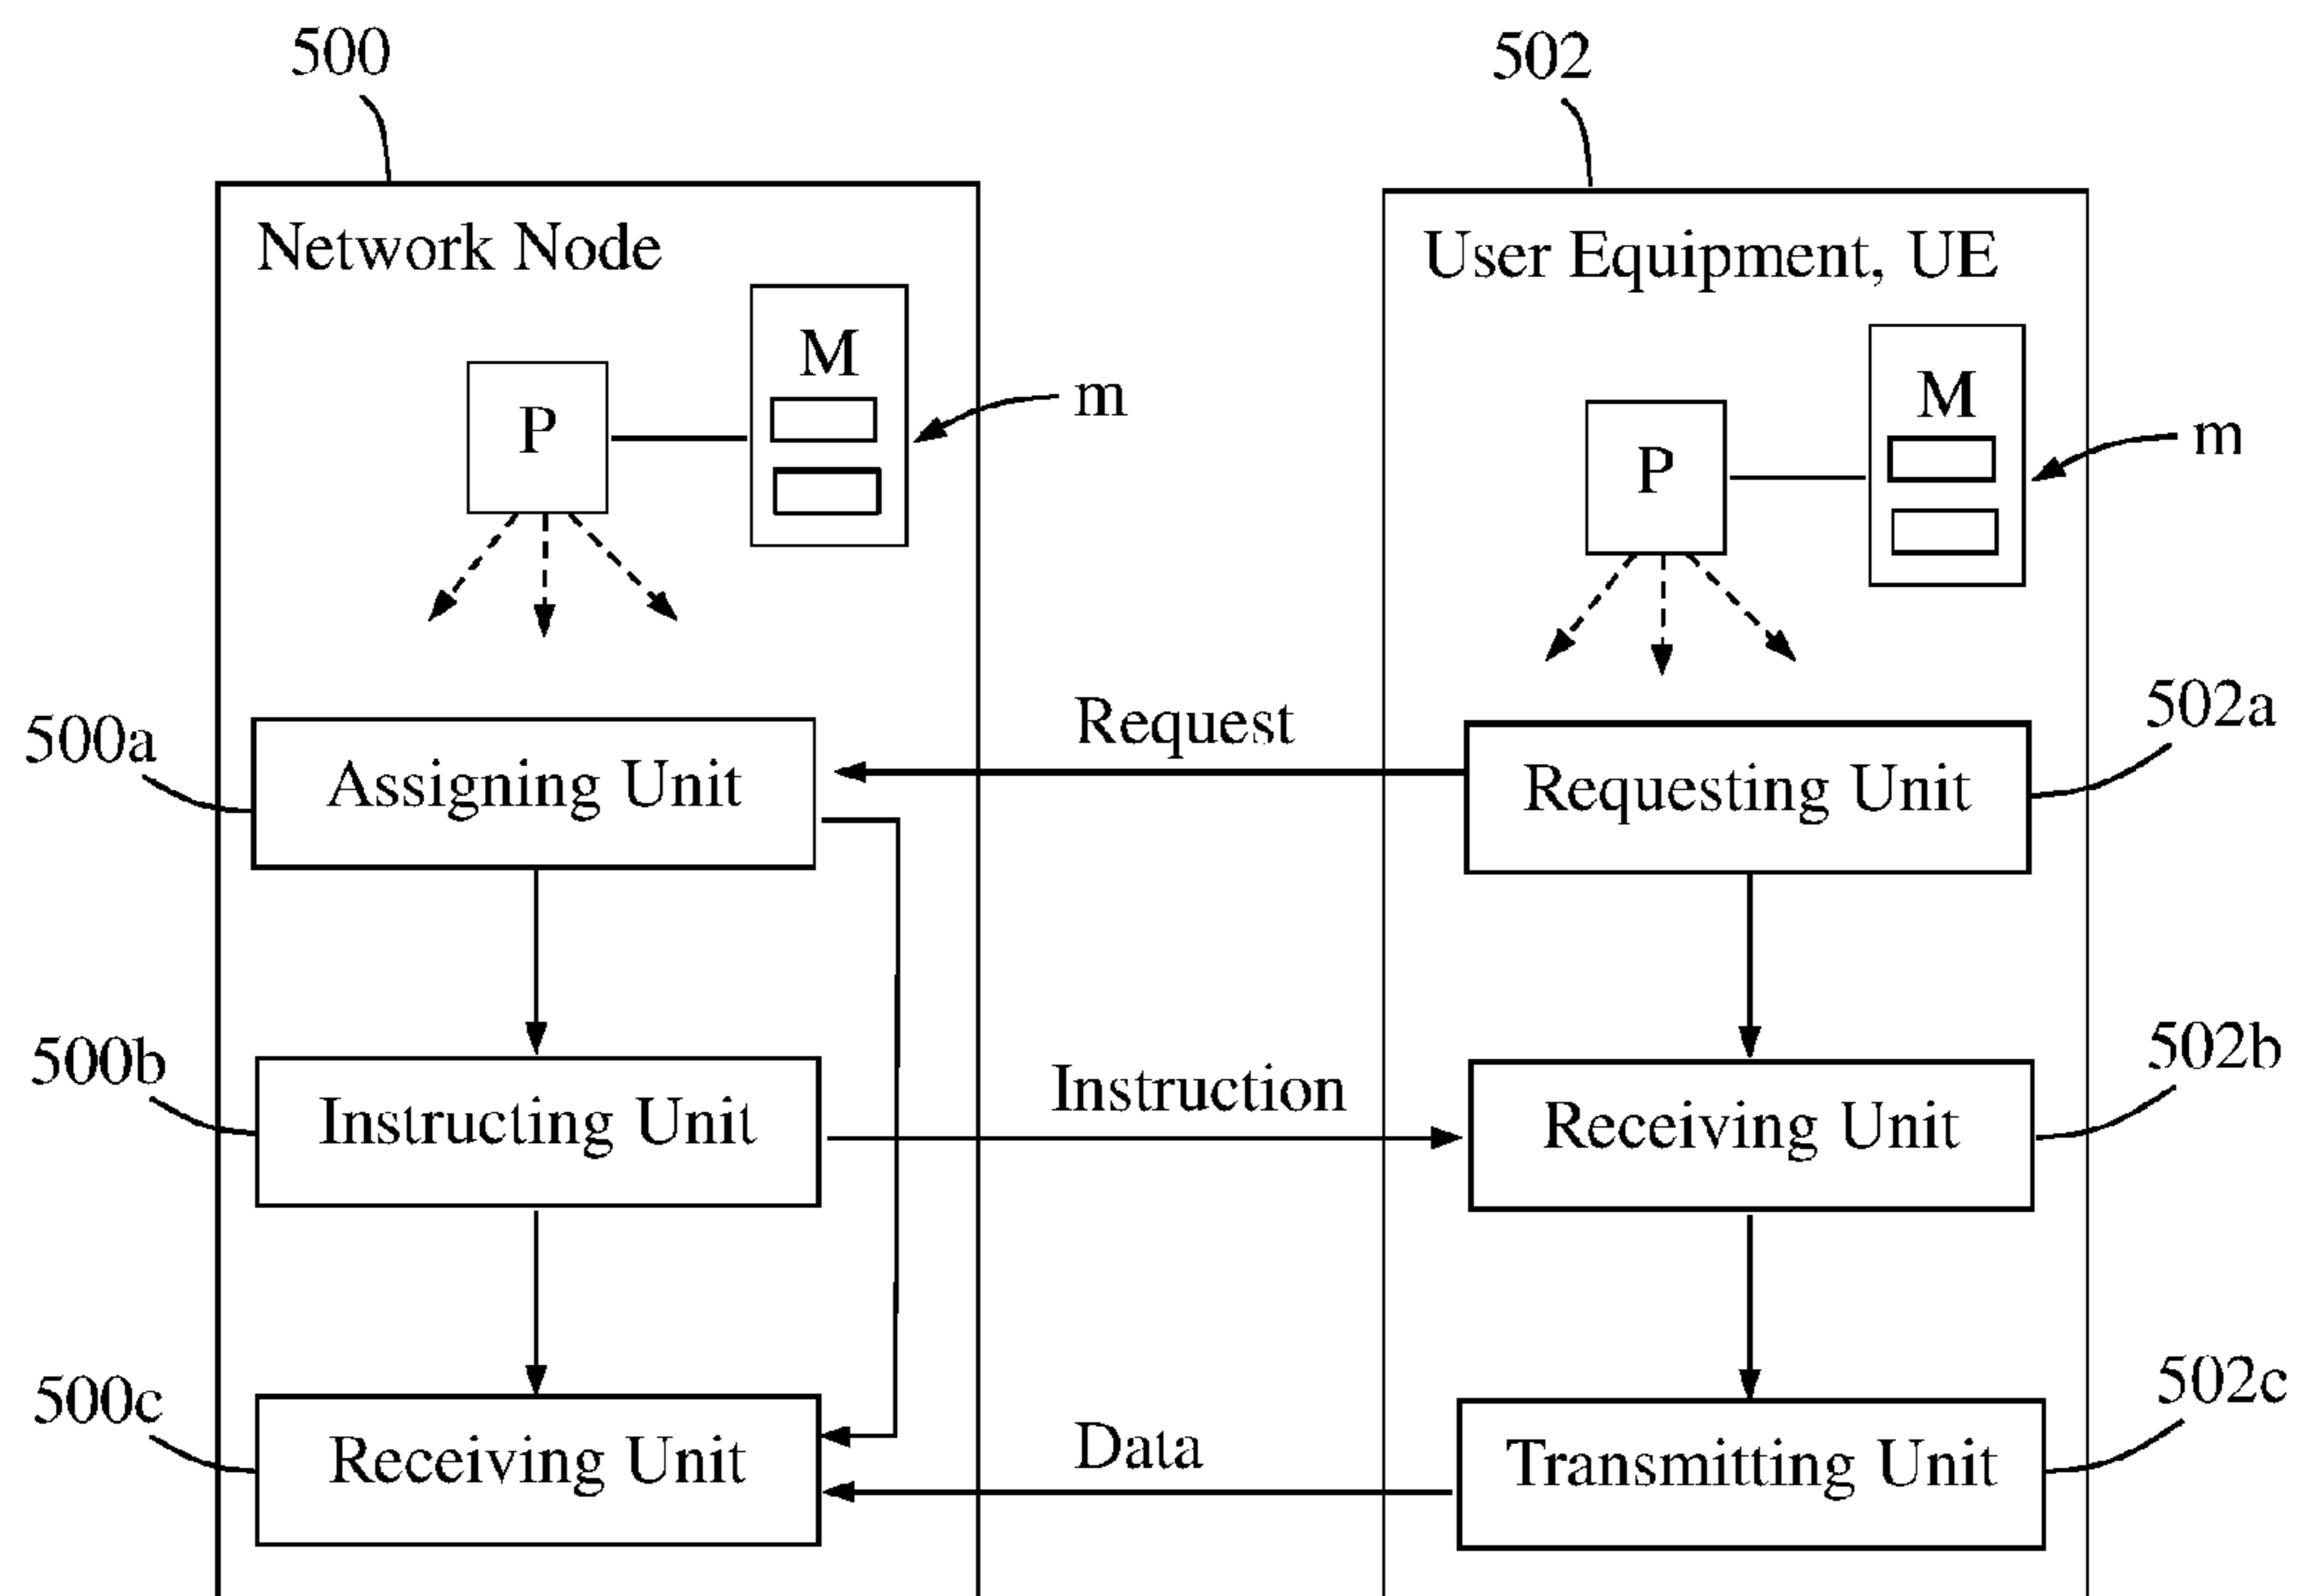 500
502
Network Node
User Equipment, UE
M
P
m
M
P
m
500a
Assigning Unit
Request
Requesting Unit
502a
500b
Instructing Unit
Instruction
Receiving Unit
502b
500c
Receiving Unit
Data
Transmitting Unit
502c